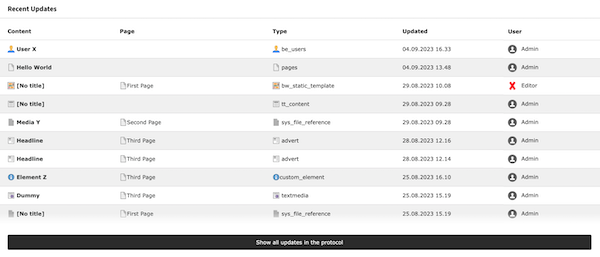 Recent Updates
Content Page Type Updated User
User X be_users 04.09.2023 16.33 Admin
Hello World pages 04.09.2023 13.48 Admin
[No title] First Page bw_static_template 29.08.2023 10.08 Editor
[No title] tt_content 29.08.2023 09.28 Admin
Media Y Second Page sys_file_reference 29.08.2023 09.28 Admin
Headline Third Page advert 28.08.2023 12.16 Admin
Headline Third Page advert 28.08.2023 12.14 Admin
Element Z Third Page custom_element 25.08.2023 16.10 Admin
Dummy Third Page textmedia 25.08.2023 15.19 Admin
[No title] First Page sys_file_reference 25.08.2023 15.19 Admin
Show all updates in the protocol